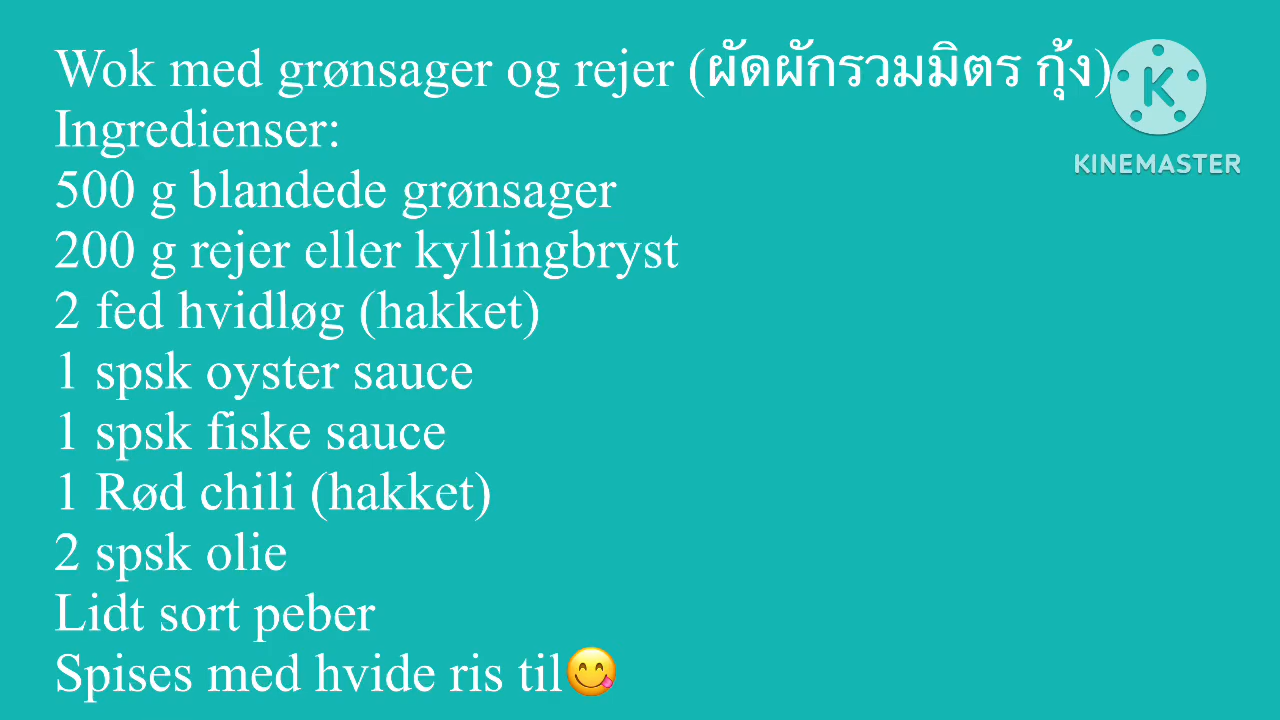 Wok med grønsager og rejer (ผัดผักรวมมิตร กุ้ง)
Ingredienser:
500 g blandede grønsager
200 g rejer eller kyllingbryst
2 fed hvidløg (hakket)
1 spsk oyster sauce
1 spsk fiske sauce
1 Rød chili (hakket)
2 spsk olie
Lidt sort peber
Spises med hvide ris til😋
K
KINEMASTER